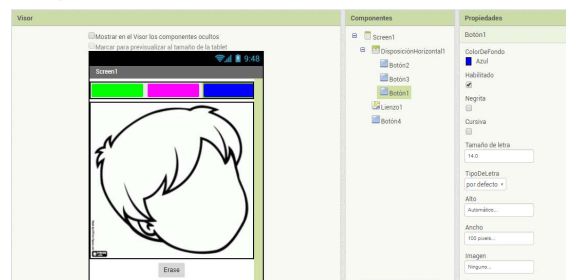 Visor
Mostrar en el Visor los componentes ocultos
Marcar para previsualizar al tamaño de la tablet
9:48
Screen1
Erase
Componentes
Screen1
DisposiciónHorizontal1
Botón2
Botón3
Botón1
Lienzo1
Botón4
Propiedades
Botón1
ColorDeFondo
Azul
Habilitado
Negrita
Cursiva
Tamaño de letra
14.0
TipoDeLetra
por defecto
Alto
Automático...
Ancho
100 pixels...
Imagen
Ninguno...